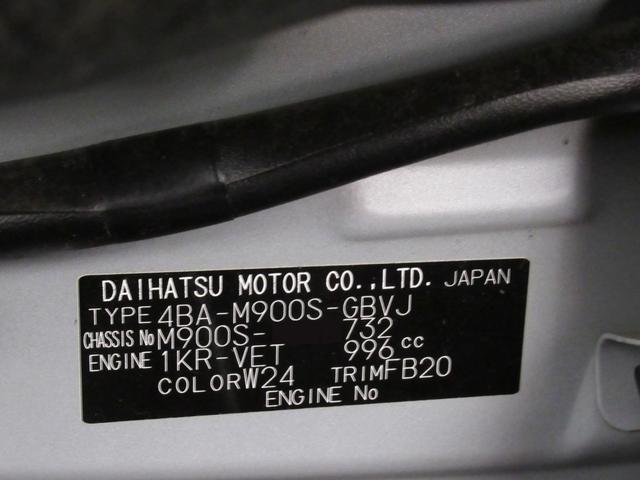 DAIHATSU MOTOR CO.,LTD. JAPAN
TYPE 4BA-M900S-GBVJ
CHASSIS No M900S- 732
ENGINE 1KR-VET 996 cc
COLOR W24 TRIM FB20
ENGINE No